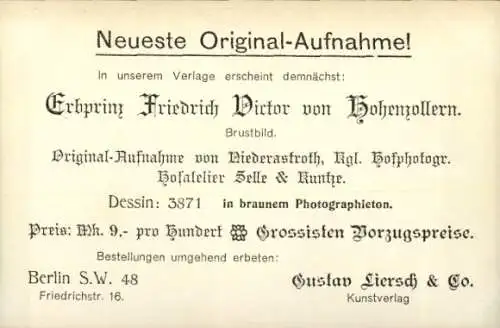 Neueste Original-Aufnahme!
In unserem Verlage erscheint demnächst:
Erbprinz Friedrich Victor von Hohenzollern.
Brustbild.
Original-Aufnahme von Niederastroth, Kgl. Hofphotogr.
Hofatelier Selle & Kuntze.
Dessin: 3871 in braunem Photographieton.
Preis: Mk. 9,- pro Hundert Grossisten Vorzugspreise.
Bestellungen umgehend erbeten:
Berlin S.W. 48 Gustav Liersch & Co.
Friedrichstr. 16. Kunstverlag